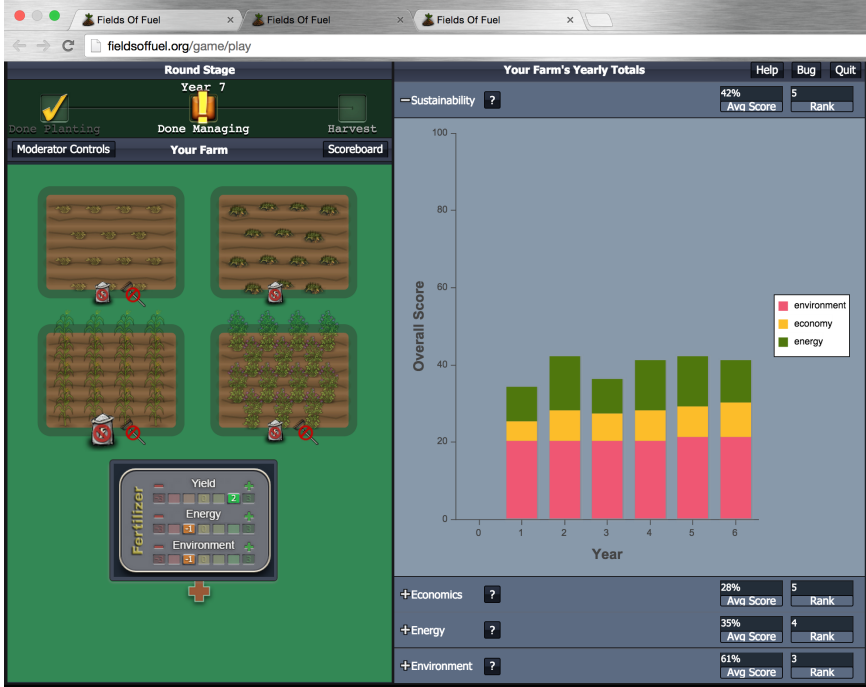 Fields Of Fuel
Fields Of Fuel
Fields Of Fuel
fieldsoffuel.org/game/play
Round Stage
Year 7
Done Planting
Done Managing
Harvest
Moderator Controls
Your Farm
Scoreboard
Fertilizer
Yield
2
Energy
-1
Environment
-1
Your Farm's Yearly Totals
Help
Bug
Quit
Sustainability
?
42%
Avg Score
5
Rank
100
80
60
40
20
0
Overall Score
0 1 2 3 4 5 6
Year
environment
economy
energy
Economics
?
28%
Avg Score
5
Rank
Energy
?
35%
Avg Score
4
Rank
Environment
?
61%
Avg Score
3
Rank